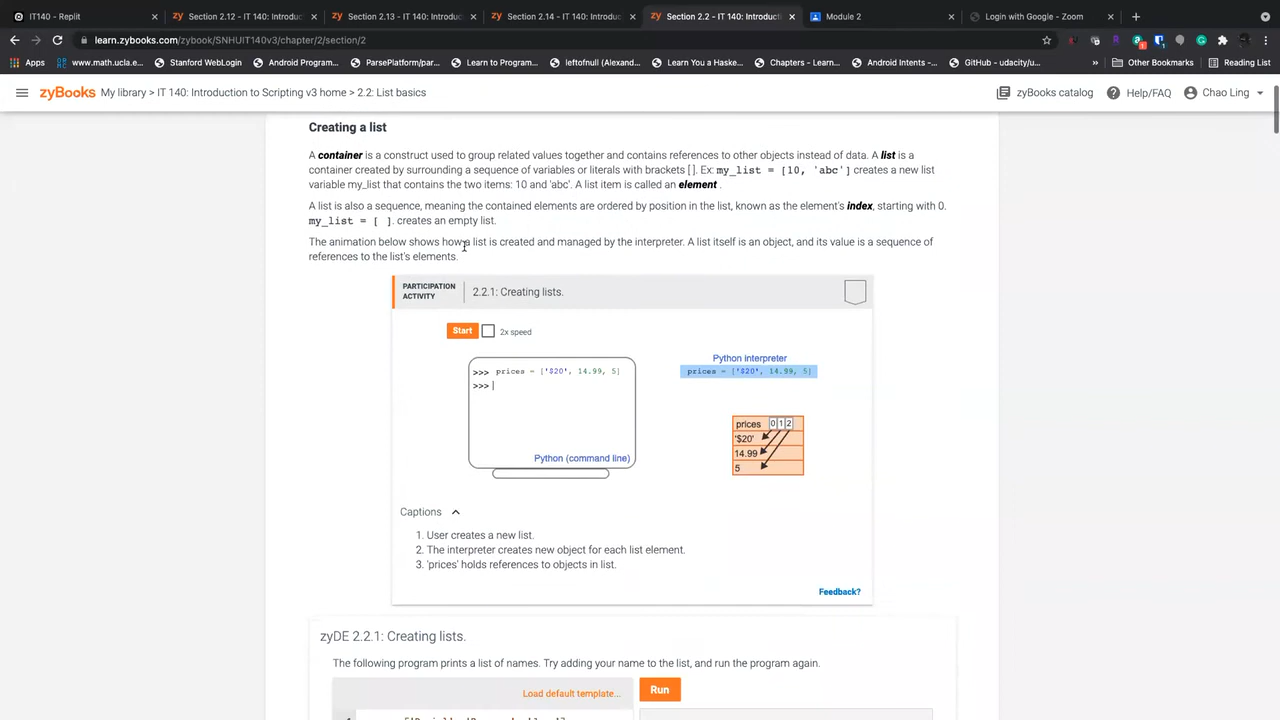 IT140 - Replit
Section 2.12 - IT 140: Introduc
Section 2.13 - IT 140: Introduc
Section 2.14 - IT 140: Introduc
Section 2.2 - IT 140: Introducti
Module 2
Login with Google - Zoom
learn.zybooks.com/zybook/SNHUIT140v3/chapter/2/section/2
Apps
www.math.ucla.e...
Stanford WebLogin
Android Program...
ParsePlatform/par...
Learn to Program...
leftofnull (Alexand...
Learn You a Haske...
Chapters - Learn...
Android Intents -...
GitHub - udacity/u...
»
Other Bookmarks
Reading List
zyBooks My library > IT 140: Introduction to Scripting v3 home > 2.2: List basics
zyBooks catalog
Help/FAQ
Chao Ling
Creating a list
A container is a construct used to group related values together and contains references to other objects instead of data. A list is a
container created by surrounding a sequence of variables or literals with brackets [ ]. Ex: my_list = [10, 'abc'] creates a new list
variable my_list that contains the two items: 10 and 'abc'. A list item is called an element .
A list is also a sequence, meaning the contained elements are ordered by position in the list, known as the element's index, starting with 0.
my_list = [ ]. creates an empty list.
The animation below shows how a list is created and managed by the interpreter. A list itself is an object, and its value is a sequence of
references to the list's elements.
PARTICIPATION
ACTIVITY
2.2.1: Creating lists.
Start
2x speed
>>> prices = ['$20', 14.99, 5]
>>>
Python (command line)
Python interpreter
prices = ['$20', 14.99, 5]
prices 0 1 2
'$20'
14.99
5
Captions
1. User creates a new list.
2. The interpreter creates new object for each list element.
3. 'prices' holds references to objects in list.
Feedback?
zyDE 2.2.1: Creating lists.
The following program prints a list of names. Try adding your name to the list, and run the program again.
Load default template...
Run